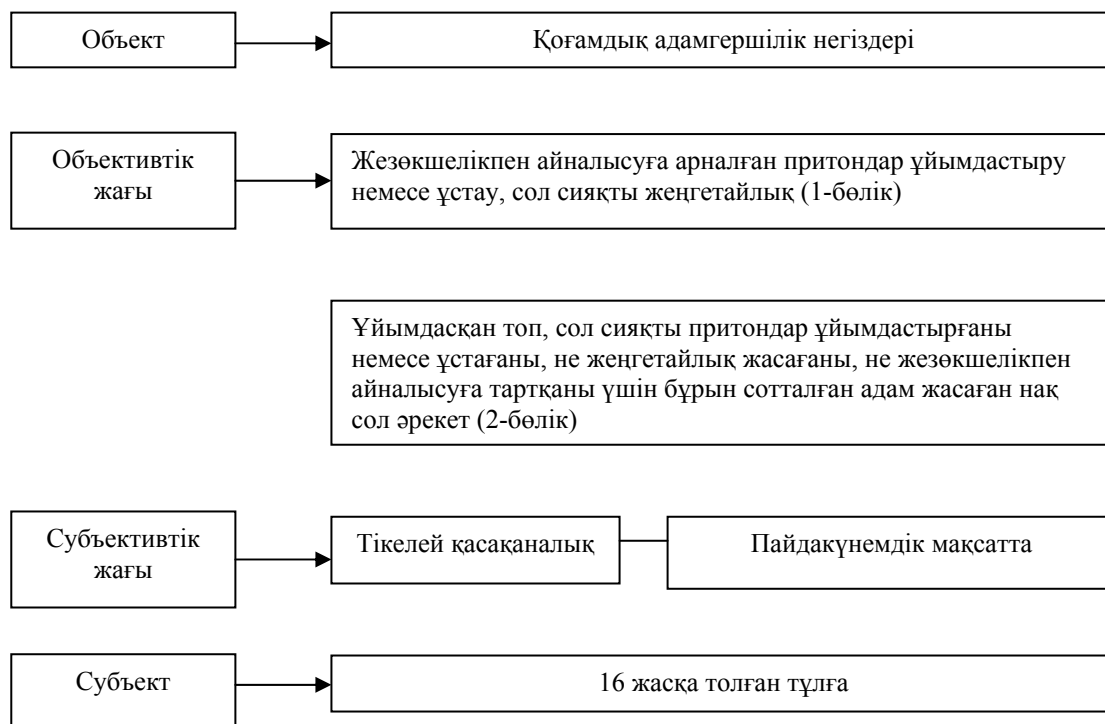 Объект
Қоғамдық адамгершілік негіздері
Объективтік
жағы
Жезөкшелікпен айналысуға арналған притондар ұйымдастыру
немесе ұстау, сол сияқты жеңгетайлық (1-бөлік)
Ұйымдасқан топ, сол сияқты притондар ұйымдастырғаны
немесе ұстағаны, не жеңгетайлық жасағаны, не жезөкшелікпен
айналысуға тартқаны үшін бұрын сотталған адам жасаған нақ
сол әрекет (2-бөлік)
Субъективтік
жағы
Тікелей қасақаналық
Пайдакүнемдік мақсатта
Субъект
16 жасқа толған тұлға